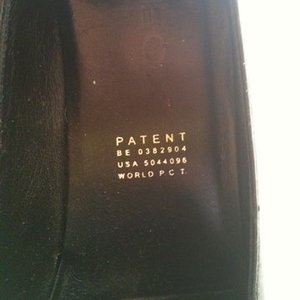 PATENT
BE 0382904
USA 5044096
WORLD P.C.T.